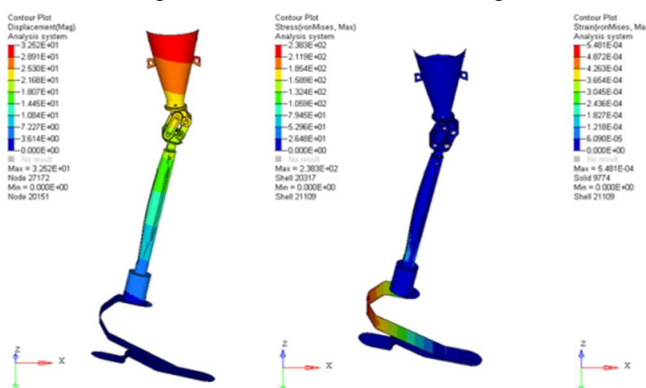 Contour Plot
Displacement(Mag)
Analysis system
3.252E+01
2.891E+01
2.530E+01
2.168E+01
1.807E+01
1.445E+01
1.084E+01
7.227E+00
3.614E+00
0.000E+00
No result
Max = 3.252E+01
Node 27172
Min = 0.000E+00
Node 20151
Z
X
Contour Plot
Stress(vonMises, Max)
Analysis system
2.383E+02
2.119E+02
1.854E+02
1.589E+02
1.324E+02
1.059E+02
7.945E+01
5.296E+01
2.648E+01
0.000E+00
No result
Max = 2.383E+02
Shell 20317
Min = 0.000E+00
Shell 21109
Z
X
Contour Plot
Strain(vonMises, Ma
Analysis system
5.481E-04
4.872E-04
4.263E-04
3.654E-04
3.045E-04
2.436E-04
1.827E-04
1.218E-04
6.090E-05
0.000E+00
No result
Max = 5.481E-04
Solid 9774
Min = 0.000E+00
Shell 21109
Z
X